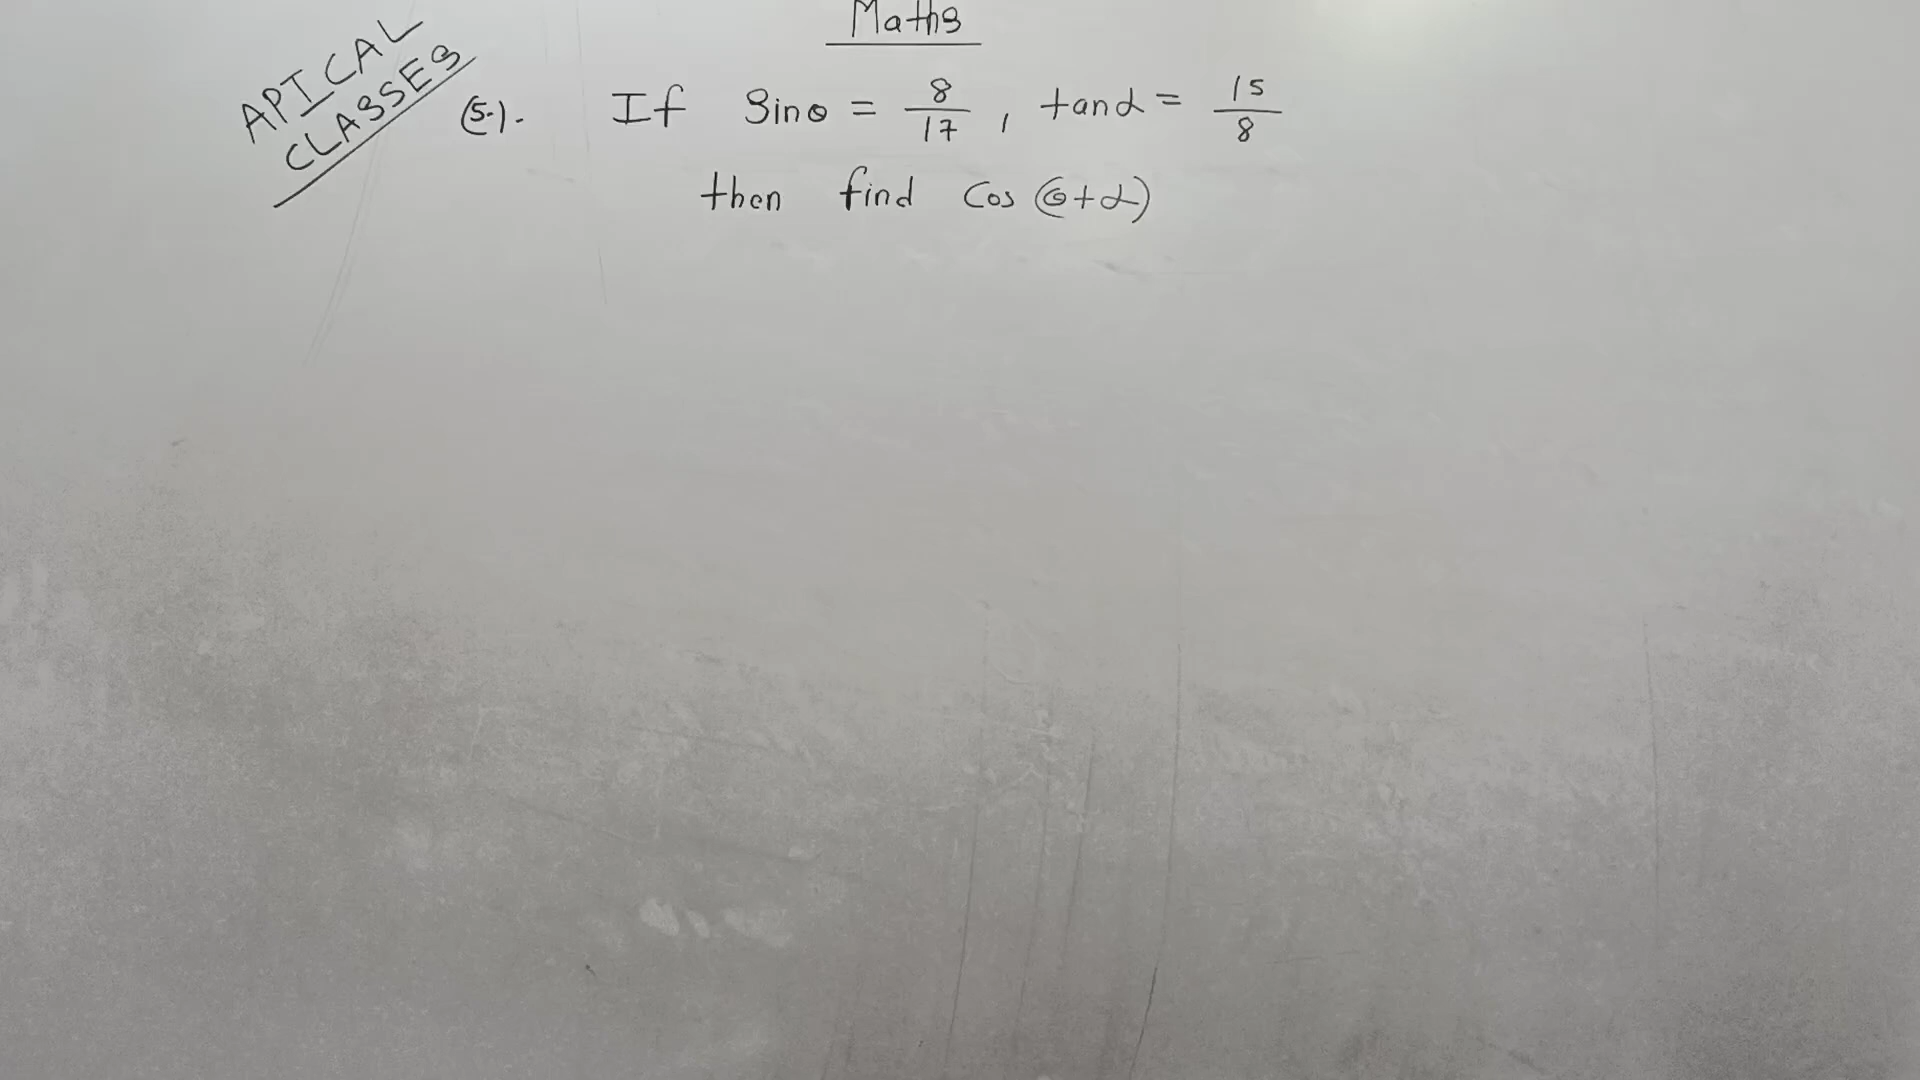 Maths
APICAL
CLASSES
(5.). If Sinθ = 8/17, tanα = 15/8
then find Cos (θ+α)